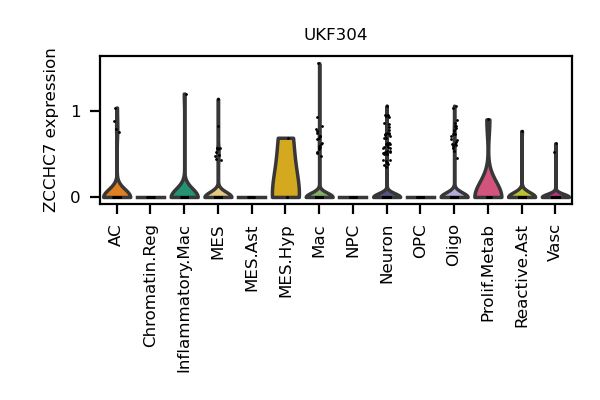 UKF304
ZCCHC7 expression
1
0
AC
Chromatin.Reg
Inflammatory.Mac
MES
MES.Ast
MES.Hyp
Mac
NPC
Neuron
OPC
Oligo
Prolif.Metab
Reactive.Ast
Vasc